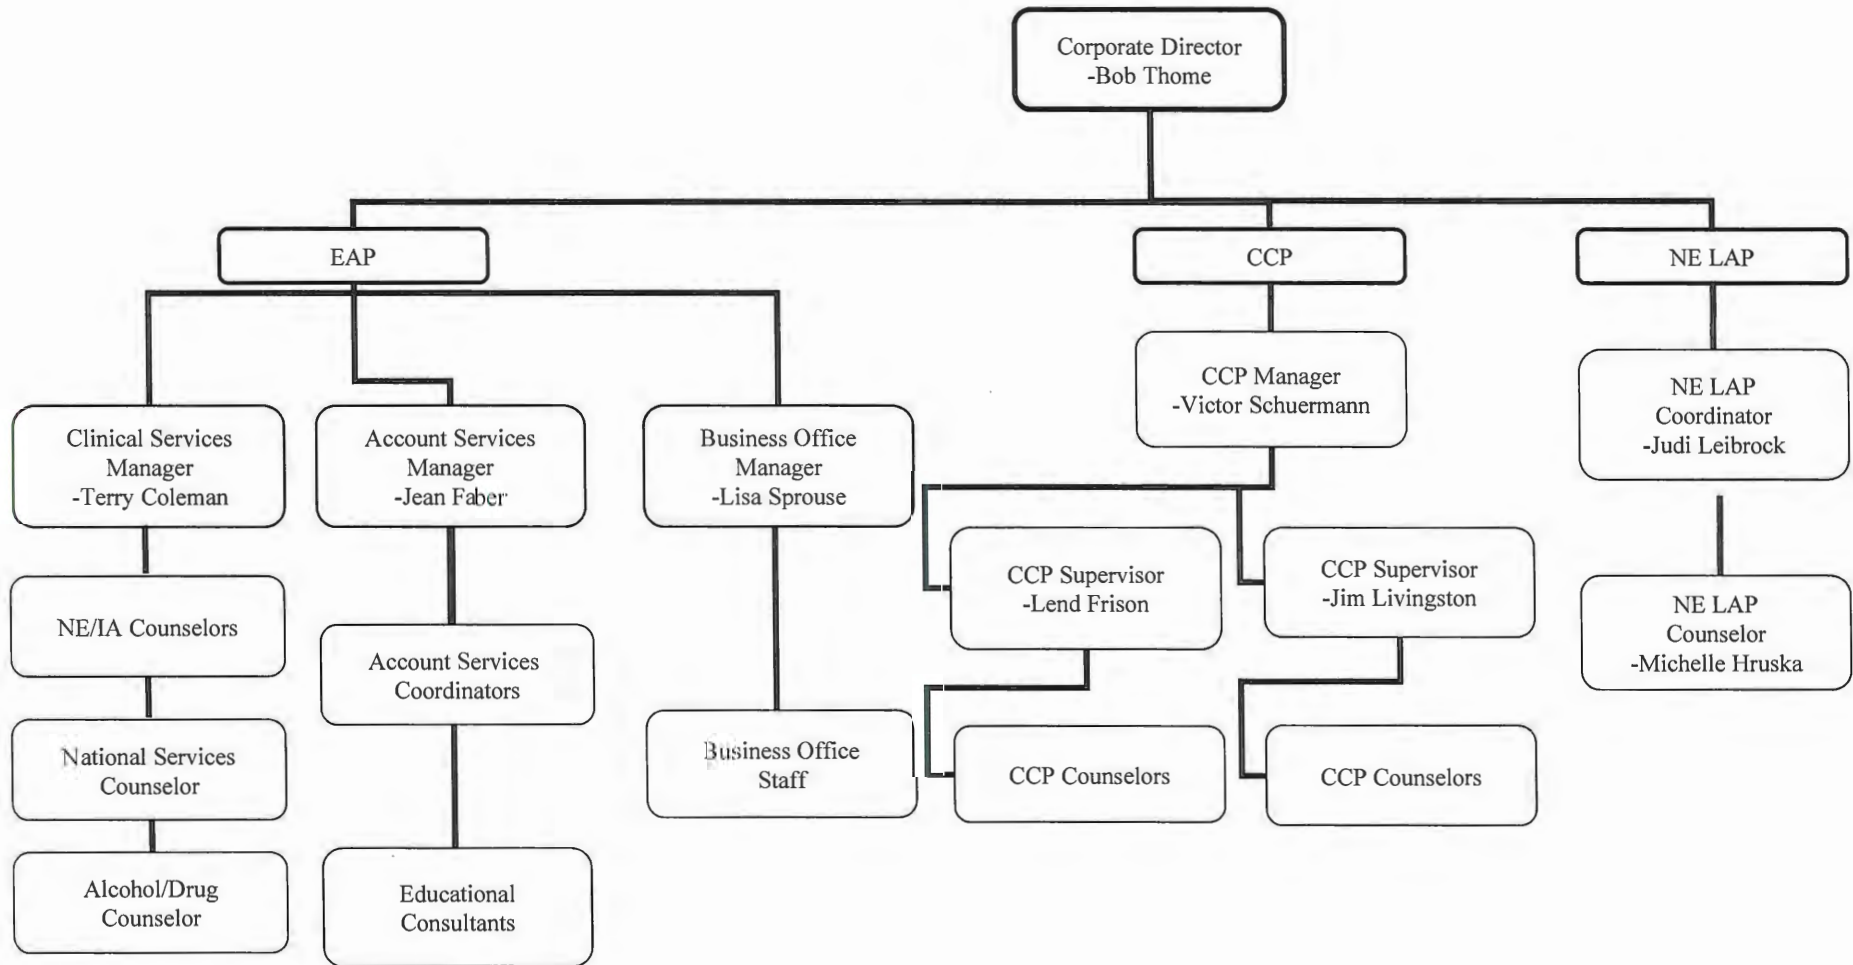 Corporate Director
-Bob Thome
EAP
CCP
NE LAP
Clinical Services
Manager
-Terry Coleman
Account Services
Manager
-Jean Faber
Business Office
Manager
-Lisa Sprouse
CCP Manager
-Victor Schuermann
NE LAP
Coordinator
-Judi Leibrock
NE/IA Counselors
Account Services
Coordinators
CCP Supervisor
-Lend Frison
CCP Supervisor
-Jim Livingston
NE LAP
Counselor
-Michelle Hruska
National Services
Counselor
Business Office
Staff
CCP Counselors
CCP Counselors
Alcohol/Drug
Counselor
Educational
Consultants